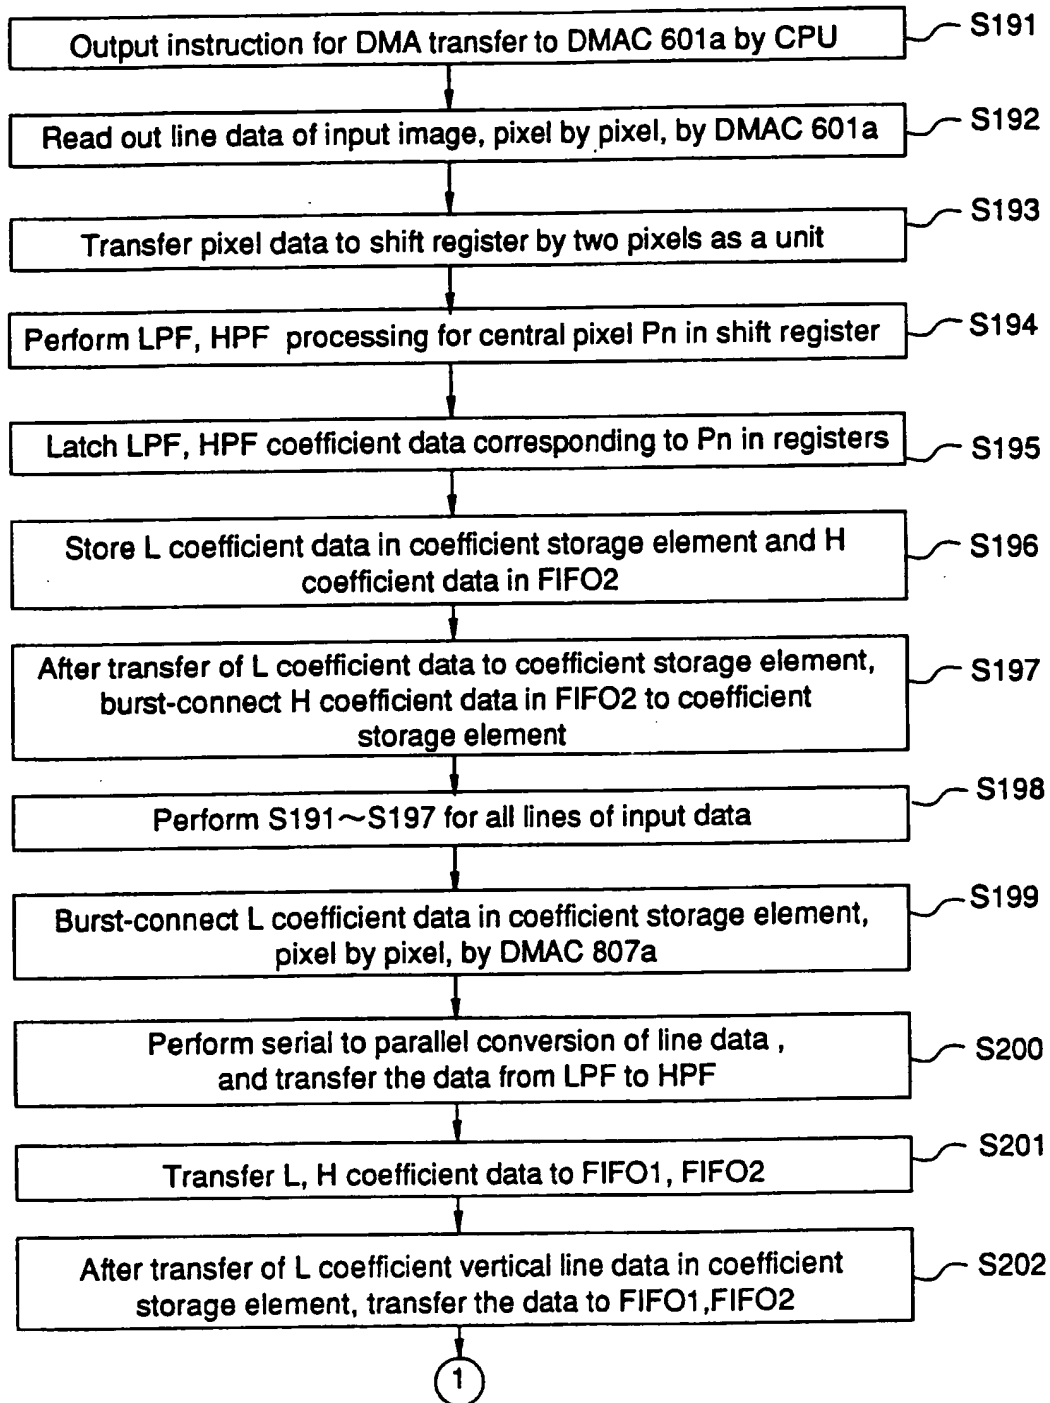 Output instruction for DMA transfer to DMAC 601a by CPU
S191
Read out line data of input image, pixel by pixel, by DMAC 601a
S192
Transfer pixel data to shift register by two pixels as a unit
S193
Perform LPF, HPF processing for central pixel Pn in shift register
S194
Latch LPF, HPF coefficient data corresponding to Pn in registers
S195
Store L coefficient data in coefficient storage element and H
coefficient data in FIFO2
S196
After transfer of L coefficient data to coefficient storage element,
burst-connect H coefficient data in FIFO2 to coefficient
storage element
S197
Perform S191~S197 for all lines of input data
S198
Burst-connect L coefficient data in coefficient storage element,
pixel by pixel, by DMAC 807a
S199
Perform serial to parallel conversion of line data ,
and transfer the data from LPF to HPF
S200
Transfer L, H coefficient data to FIFO1, FIFO2
S201
After transfer of L coefficient vertical line data in coefficient
storage element, transfer the data to FIFO1,FIFO2
S202
1